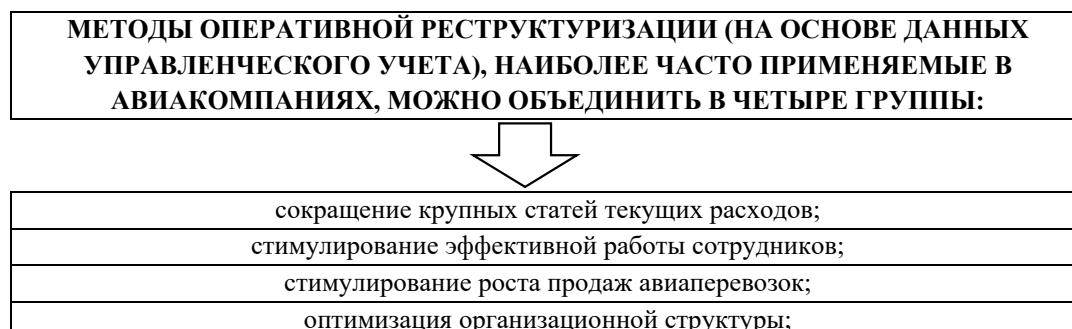 МЕТОДЫ ОПЕРАТИВНОЙ РЕСТРУКТУРИЗАЦИИ (НА ОСНОВЕ ДАННЫХ
УПРАВЛЕНЧЕСКОГО УЧЕТА), НАИБОЛЕЕ ЧАСТО ПРИМЕНЯЕМЫЕ В
АВИАКОМПАНИЯХ, МОЖНО ОБЪЕДИНИТЬ В ЧЕТЫРЕ ГРУППЫ:
сокращение крупных статей текущих расходов;
стимулирование эффективной работы сотрудников;
стимулирование роста продаж авиаперевозок;
оптимизация организационной структуры;